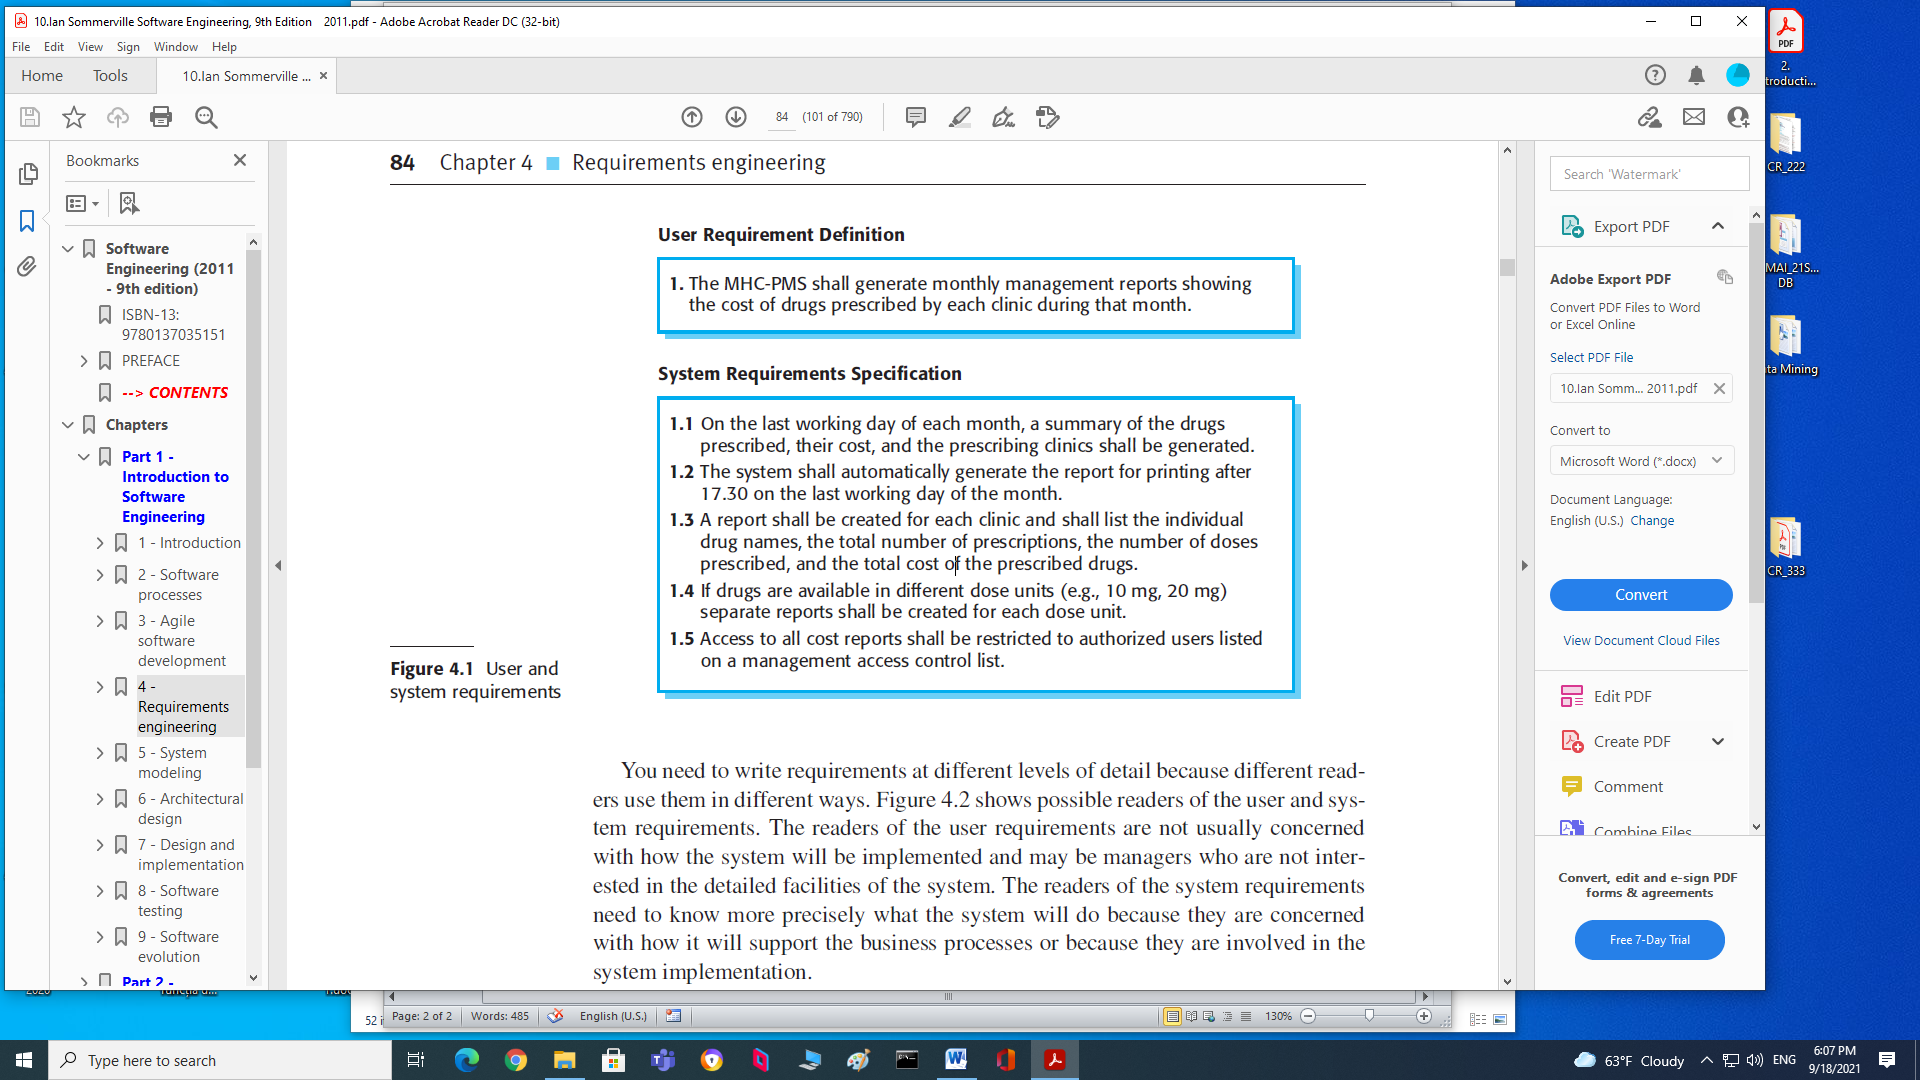 10.Ian Sommerville Software Engineering, 9th Edition    2011.pdf - Adobe Acrobat Reader DC (32-bit)
File Edit View Sign Window Help
Home Tools 10.Ian Sommerville ...
84 (101 of 790)
Bookmarks
Software
Engineering (2011
- 9th edition)
ISBN-13:
9780137035151
PREFACE
--> CONTENTS
Chapters
Part 1 -
Introduction to
Software
Engineering
1 - Introduction
2 - Software
processes
3 - Agile
software
development
4 -
Requirements
engineering
5 - System
modeling
6 - Architectural
design
7 - Design and
implementation
8 - Software
testing
9 - Software
evolution
Part 2 -
84 Chapter 4 ■ Requirements engineering
User Requirement Definition
1. The MHC-PMS shall generate monthly management reports showing
the cost of drugs prescribed by each clinic during that month.
System Requirements Specification
1.1 On the last working day of each month, a summary of the drugs
prescribed, their cost, and the prescribing clinics shall be generated.
1.2 The system shall automatically generate the report for printing after
17.30 on the last working day of the month.
1.3 A report shall be created for each clinic and shall list the individual
drug names, the total number of prescriptions, the number of doses
prescribed, and the total cost of the prescribed drugs.
1.4 If drugs are available in different dose units (e.g., 10 mg, 20 mg)
separate reports shall be created for each dose unit.
1.5 Access to all cost reports shall be restricted to authorized users listed
on a management access control list.
Figure 4.1 User and
system requirements
You need to write requirements at different levels of detail because different read-
ers use them in different ways. Figure 4.2 shows possible readers of the user and sys-
tem requirements. The readers of the user requirements are not usually concerned
with how the system will be implemented and may be managers who are not inter-
ested in the detailed facilities of the system. The readers of the system requirements
need to know more precisely what the system will do because they are concerned
with how it will support the business processes or because they are involved in the
system implementation.
Search 'Watermark'
Export PDF
Adobe Export PDF
Convert PDF Files to Word
or Excel Online
Select PDF File
10.Ian Somm... 2011.pdf
Convert to
Microsoft Word (*.docx)
Document Language:
English (U.S.) Change
Convert
View Document Cloud Files
Edit PDF
Create PDF
Comment
Combine Files
Convert, edit and e-sign PDF
forms & agreements
Free 7-Day Trial
PDF
2.
troducti...
CR_222
MAI_21S...
DB
ta Mining
CR_333
52 i
Page: 2 of 2 Words: 485 English (U.S.) 130%
Type here to search
63°F Cloudy ENG
6:07 PM
9/18/2021